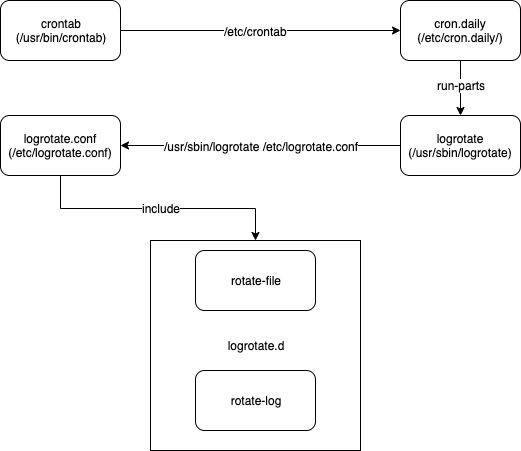 crontab
(/usr/bin/crontab)
/etc/crontab
cron.daily
(/etc/cron.daily/)
run-parts
logrotate.conf
(/etc/logrotate.conf)
/usr/sbin/logrotate /etc/logrotate.conf
logrotate
(/usr/sbin/logrotate)
include
rotate-file
logrotate.d
rotate-log